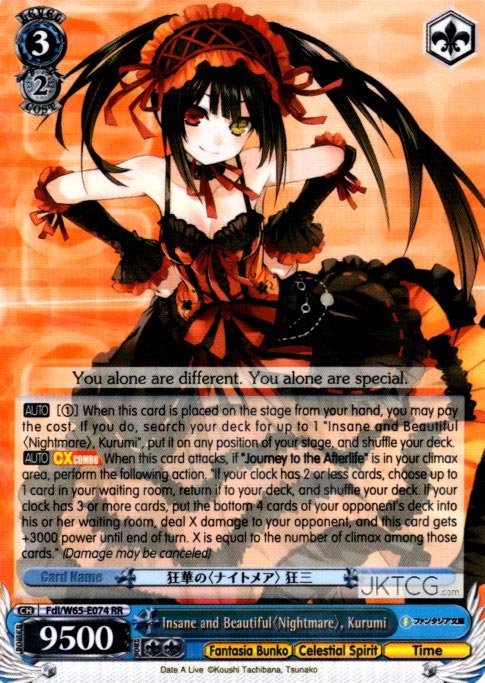 LEVEL
3
2
COST
You alone are different. You alone are special.
AUTO [①] When this card is placed on the stage from your hand, you may pay
the cost. If you do, search your deck for up to 1 "Insane and Beautiful
〈Nightmare〉, Kurumi", put it on any position of your stage, and shuffle your deck.
AUTO CX COMBO When this card attacks, if "Journey to the Afterlife" is in your climax
area, perform the following action. "If your clock has 2 or less cards, choose up to
1 card in your waiting room, return it to your deck, and shuffle your deck. If your
clock has 3 or more cards, put the bottom 4 cards of your opponent's deck into
his or her waiting room, deal X damage to your opponent, and this card gets
+3000 power until end of turn. X is equal to the number of climax among those
cards." (Damage may be canceled)
Card Name 狂華の〈ナイトメア〉 狂三
JKTCG.com
CH Fdl/W65-E074 RR
Insane and Beautiful〈Nightmare〉, Kurumi
ファンタジア文庫
POWER 9500 SOUL
Fantasia Bunko Celestial Spirit Time
Date A Live ©Koushi Tachibana, Tsunako